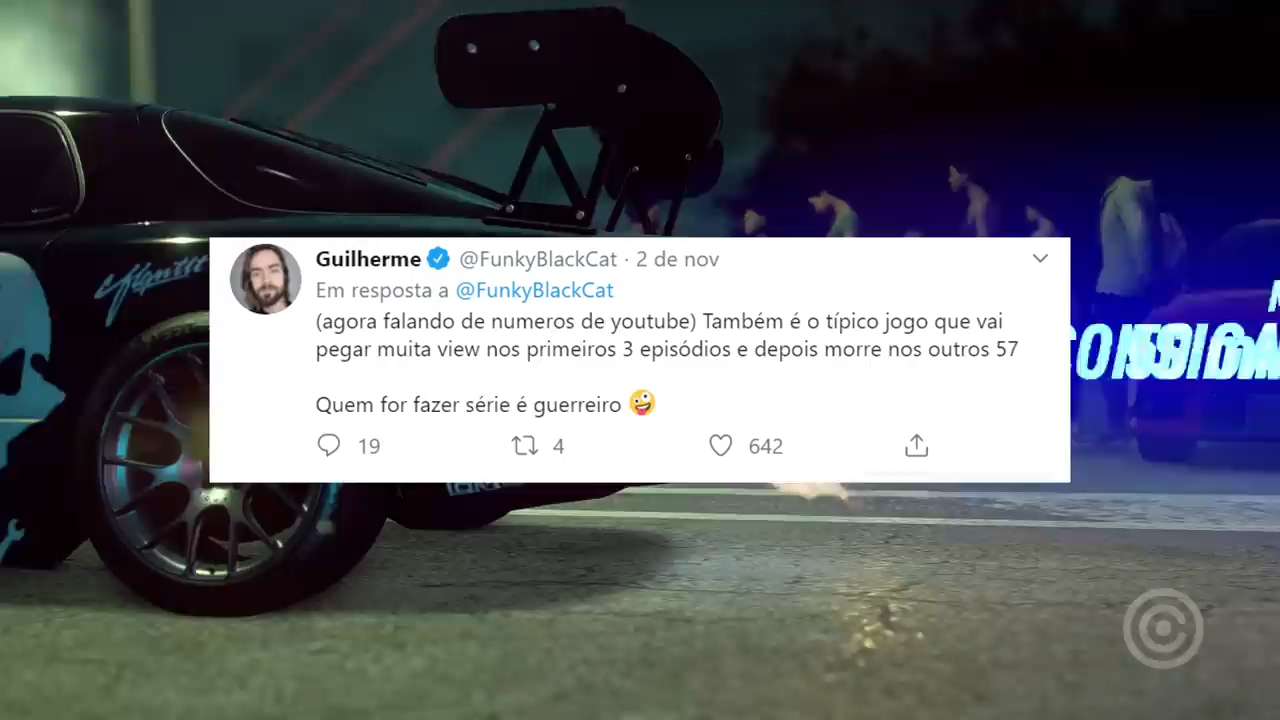 Guilherme @FunkyBlackCat · 2 de nov
Em resposta a @FunkyBlackCat
(agora falando de numeros de youtube) Também é o típico jogo que vai
pegar muita view nos primeiros 3 episódios e depois morre nos outros 57
Quem for fazer série é guerreiro 🤪
19 4 642